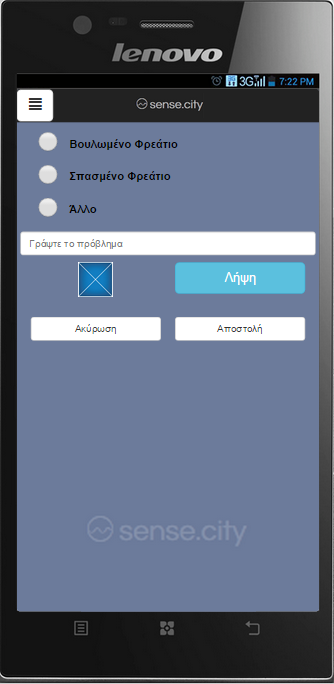 lenovo
3G 7:22 PM
sense.city
Βουλωμένο Φρεάτιο
Σπασμένο Φρεάτιο
Άλλο
Γράψτε το πρόβλημα
Λήψη
Ακύρωση
Αποστολή
sense.city